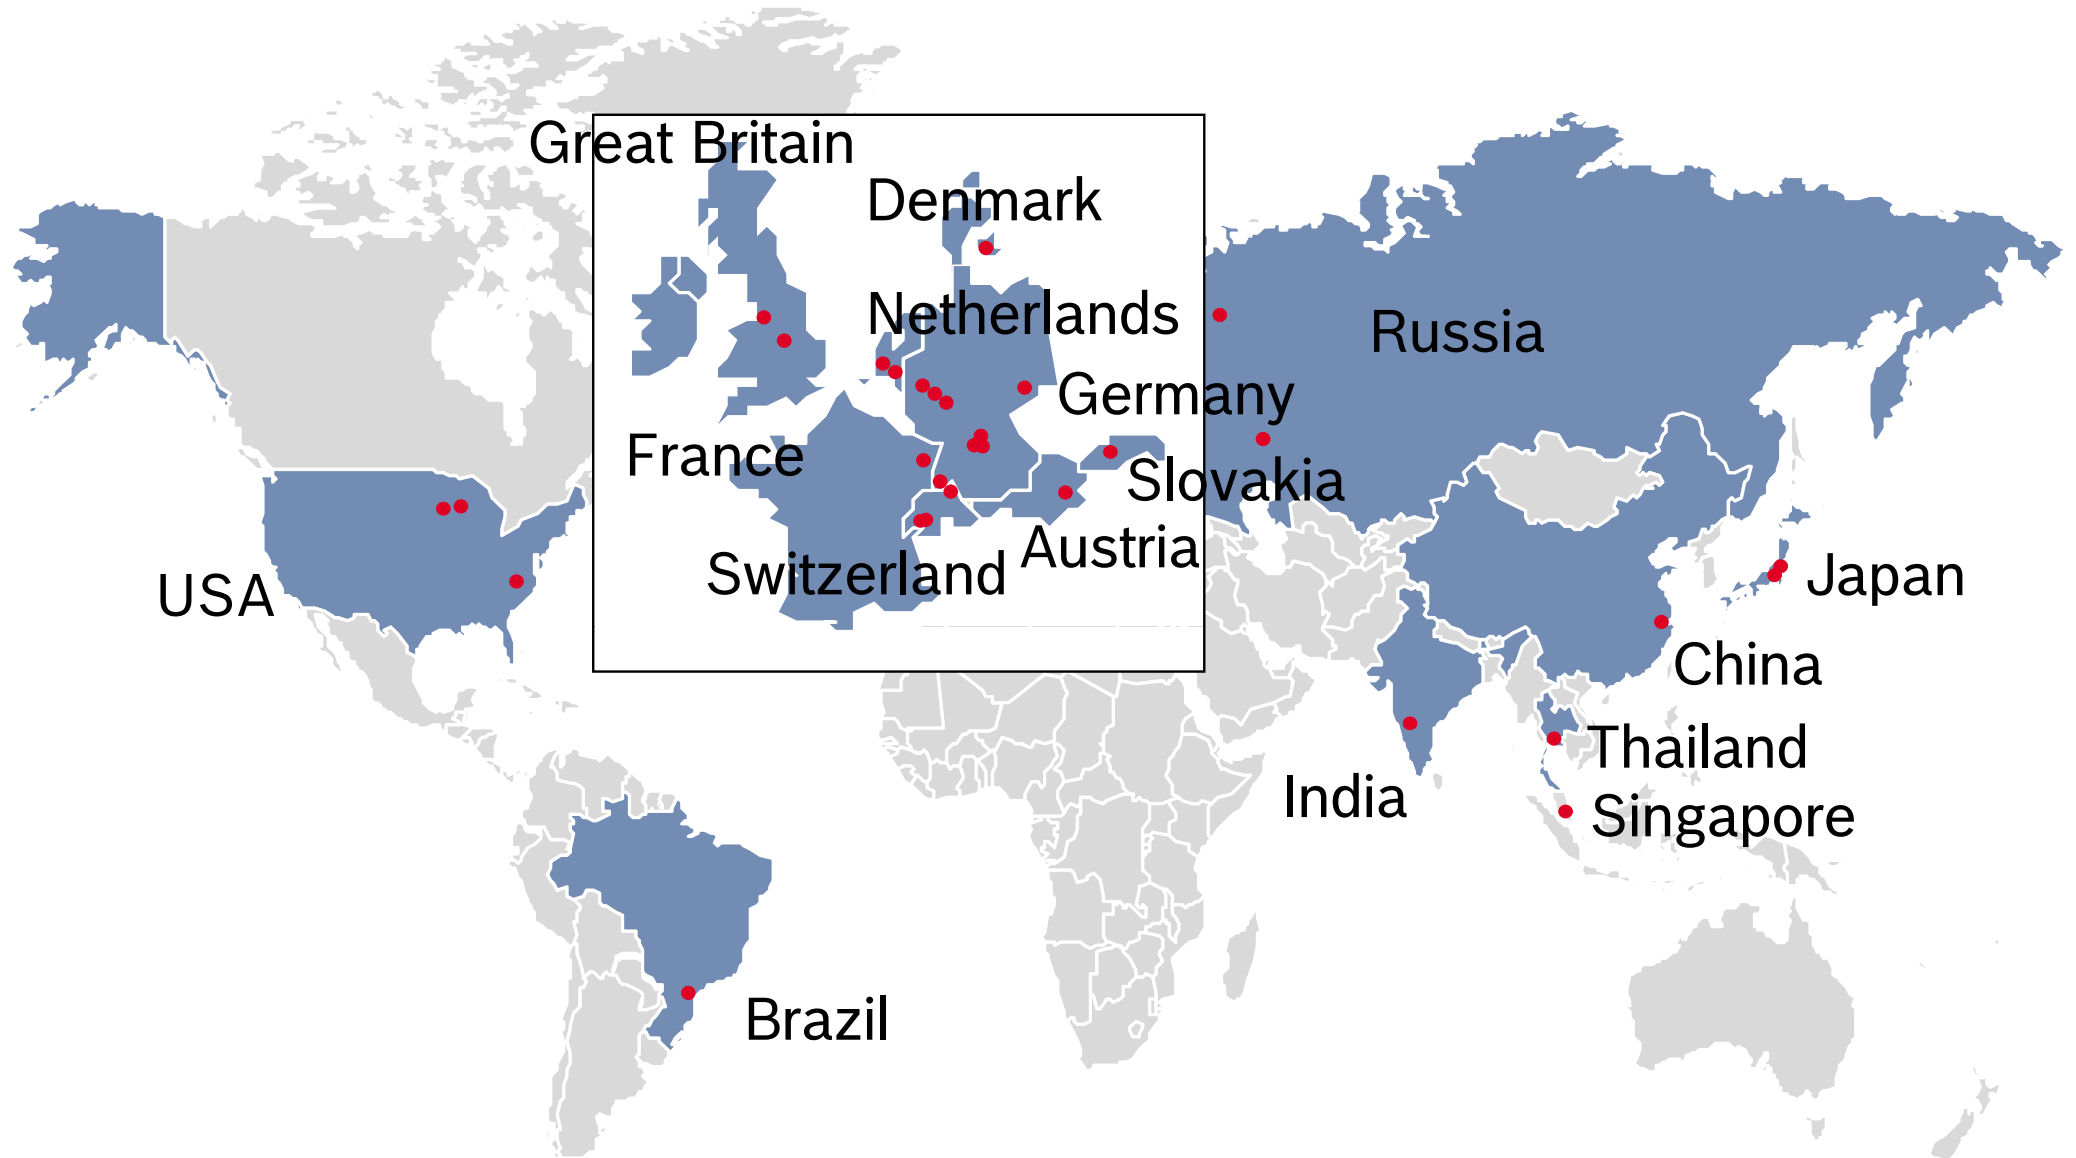 Great Britain
Denmark
Netherlands
Russia
Germany
France
Slovakia
Austria
Switzerland
USA
Japan
China
Thailand
India
Singapore
Brazil